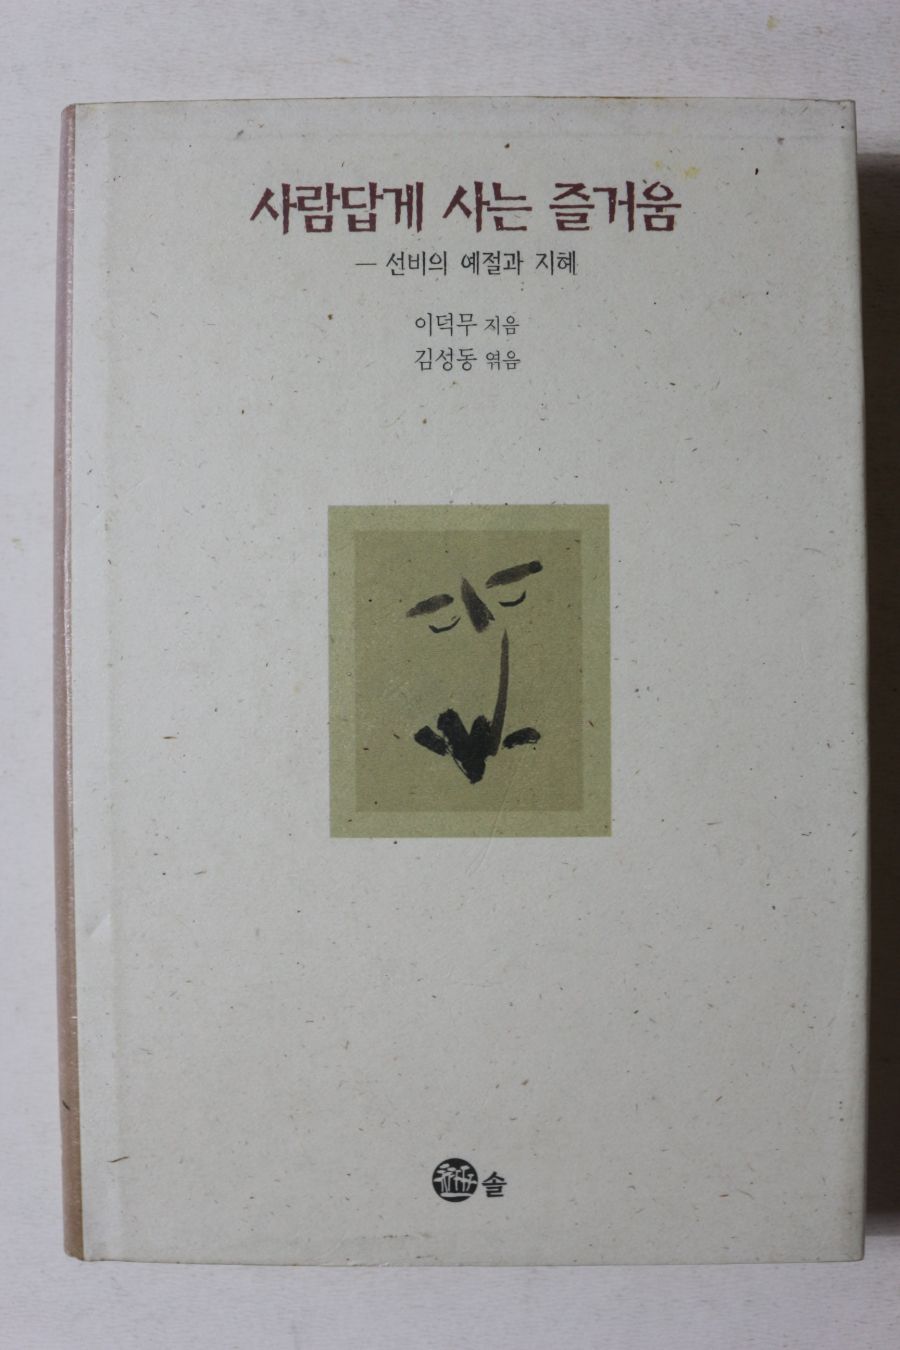 사람답게 사는 즐거움
— 선비의 예절과 지혜
이덕무 지음
김성동 엮음
솔